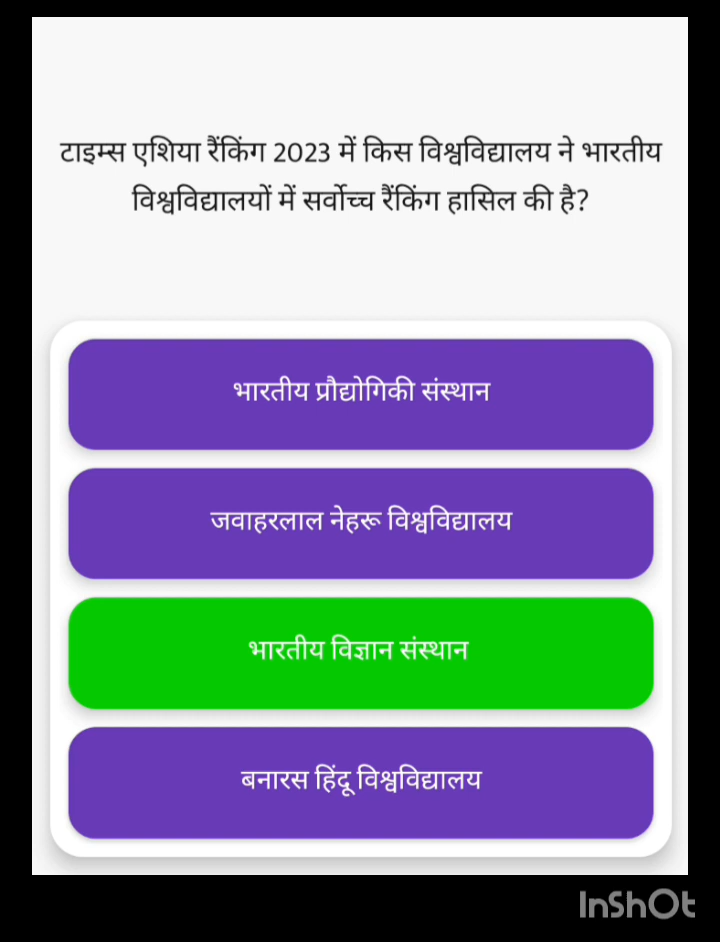 टाइम्स एशिया रैंकिंग 2023 में किस विश्वविद्यालय ने भारतीय
विश्वविद्यालयों में सर्वोच्च रैंकिंग हासिल की है?
भारतीय प्रौद्योगिकी संस्थान
जवाहरलाल नेहरू विश्वविद्यालय
भारतीय विज्ञान संस्थान
बनारस हिंदू विश्वविद्यालय
InShOt